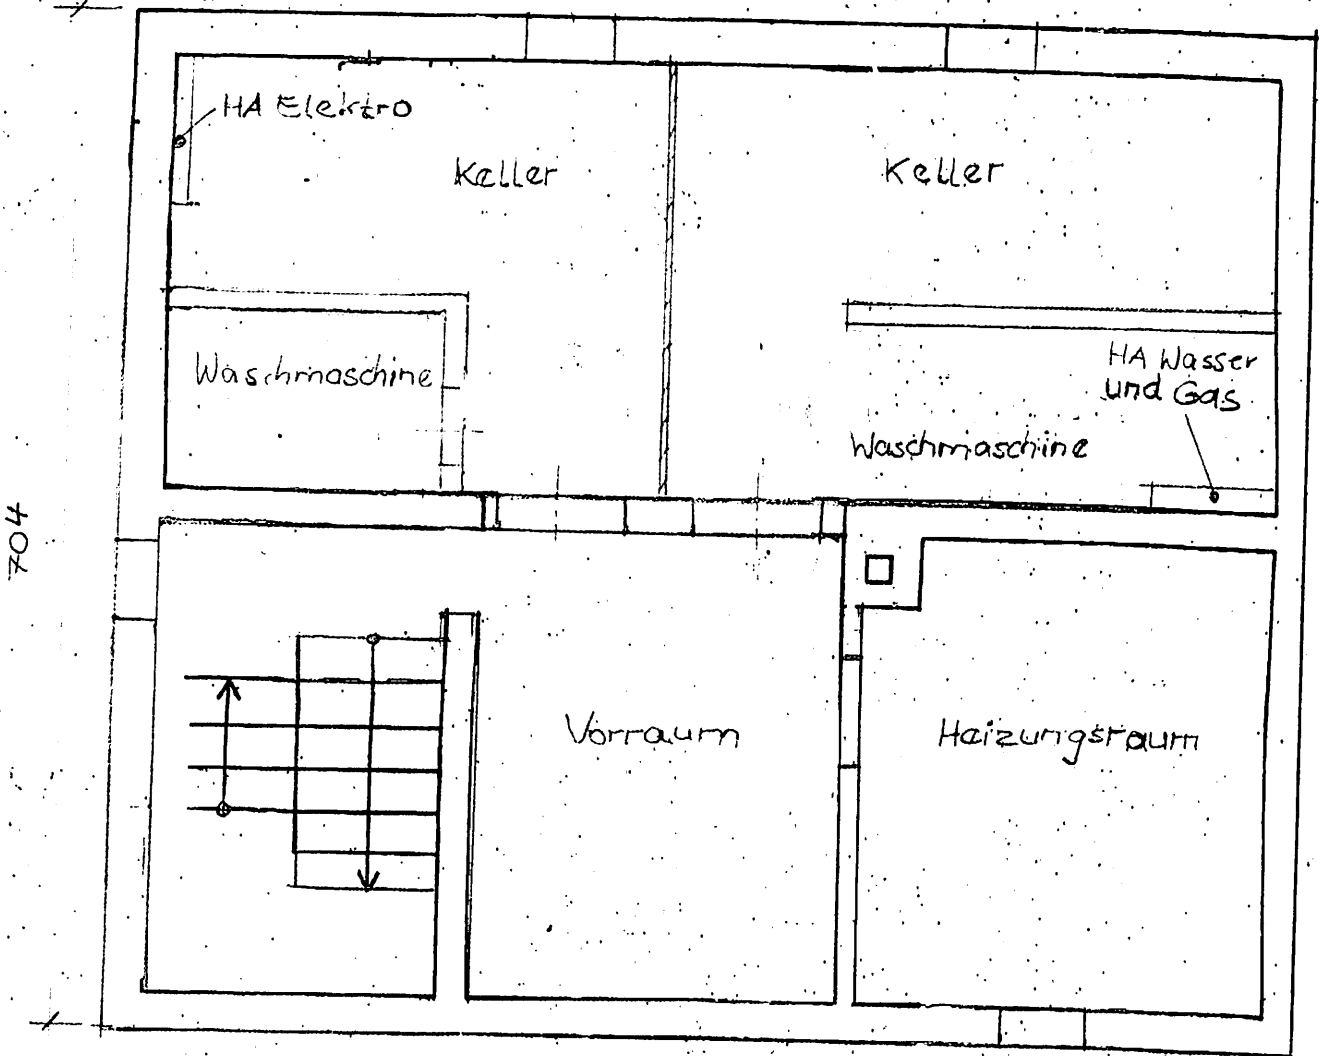 HA Elektro
Keller
Keller
Waschmaschine
HA Wasser
und Gas
Waschmaschine
704
Vorraum
Heizungsraum